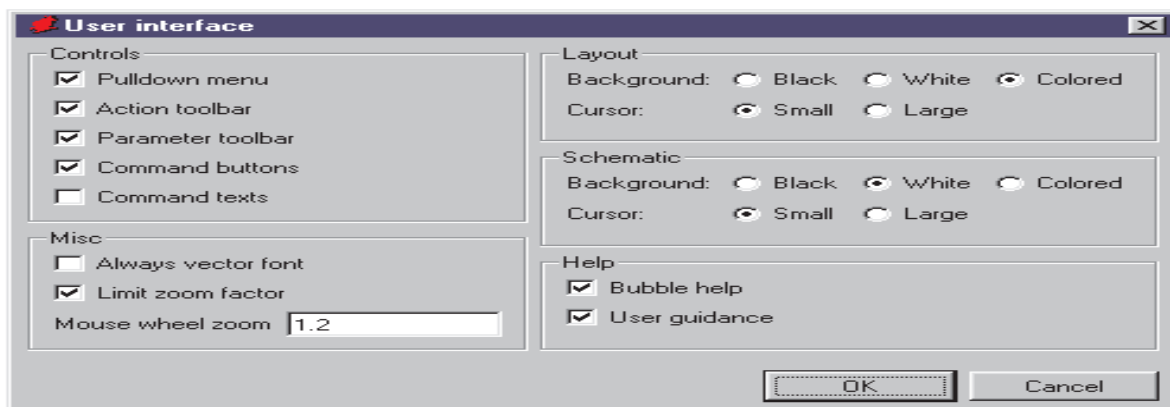 User interface
Controls
Pulldown menu
Action toolbar
Parameter toolbar
Command buttons
Command texts
Misc
Always vector font
Limit zoom factor
Mouse wheel zoom 1.2
Layout
Background: Black White Colored
Cursor: Small Large
Schematic
Background: Black White Colored
Cursor: Small Large
Help
Bubble help
User guidance
OK Cancel